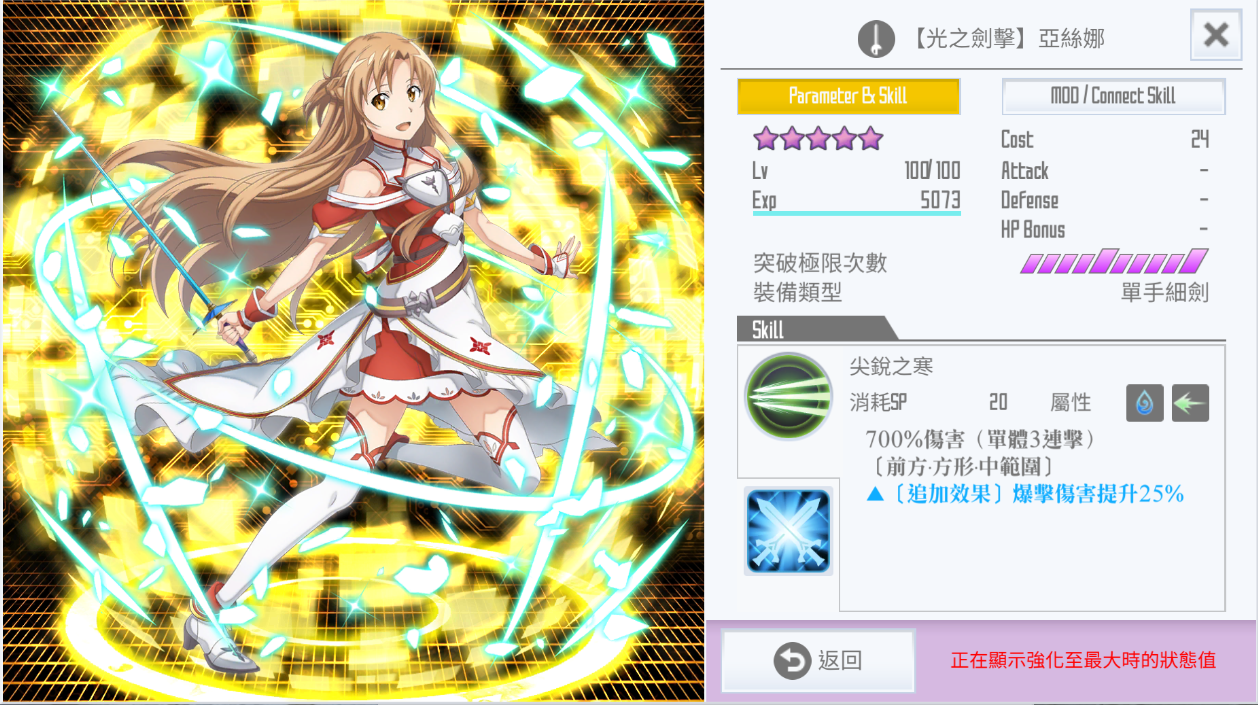 【光之劍擊】亞絲娜
Parameter & Skill
MOD / Connect Skill
Lv 100/100
Exp 5073
Cost 24
Attack -
Defense -
HP Bonus -
突破極限次數
裝備類型 單手細劍
Skill
尖銳之寒
消耗SP 20 屬性
700%傷害（單體3連擊）
〔前方·方形·中範圍〕
▲〔追加效果〕爆擊傷害提升25%
返回
正在顯示強化至最大時的狀態值